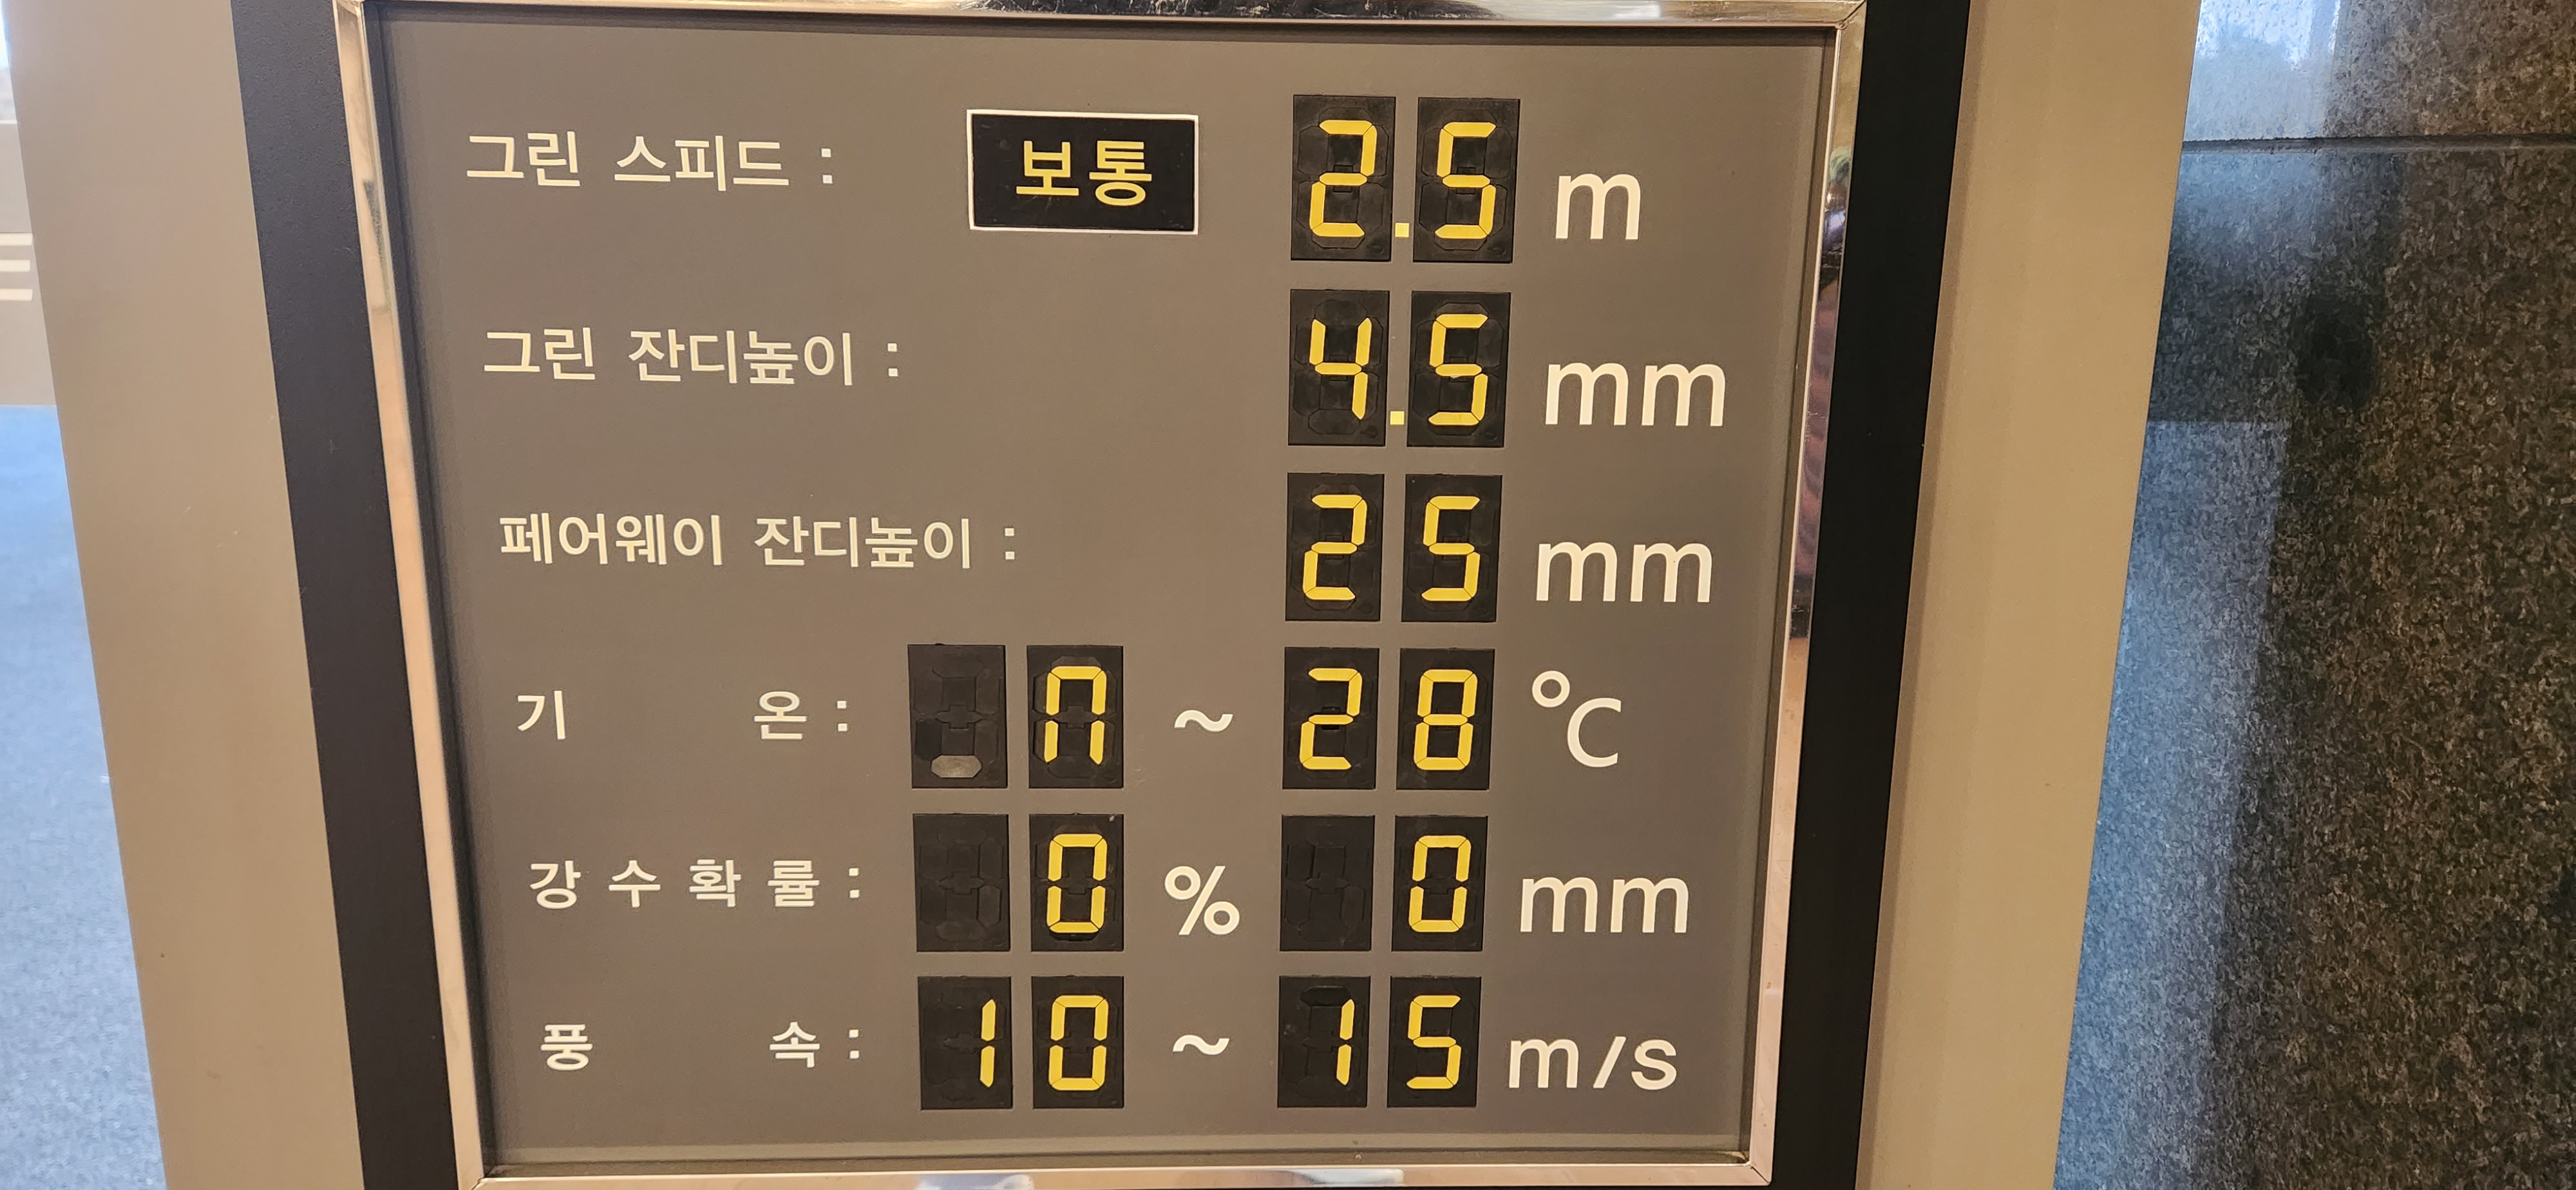 그린 스피드 : 보통 2.5 m
그린 잔디높이 : 4.5 mm
페어웨이 잔디높이 : 25 mm
기 온 : 7 ~ 28 °C
강 수 확 률 : 0 % 0 mm
풍 속 : 10 ~ 15 m/s